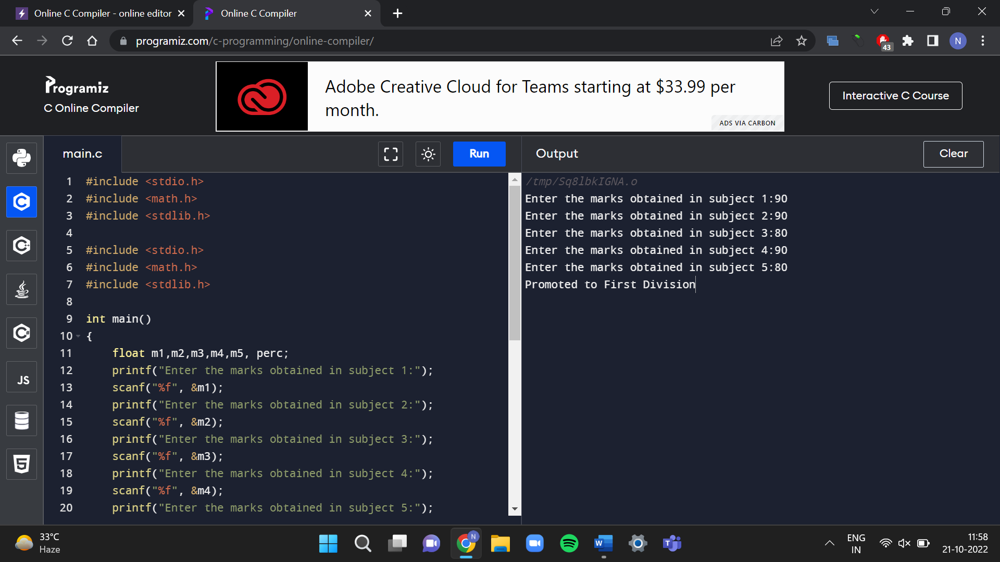 Online C Compiler - online editor
Online C Compiler
programiz.com/c-programming/online-compiler/
43
N
Programiz
C Online Compiler
Adobe Creative Cloud for Teams starting at $33.99 per
month.
ADS VIA CARBON
Interactive C Course
main.c
Run
Output
Clear
1 #include <stdio.h>
2 #include <math.h>
3 #include <stdlib.h>
4
5 #include <stdio.h>
6 #include <math.h>
7 #include <stdlib.h>
8
9 int main()
10 {
11 float m1,m2,m3,m4,m5, perc;
12 printf("Enter the marks obtained in subject 1:");
13 scanf("%f", &m1);
14 printf("Enter the marks obtained in subject 2:");
15 scanf("%f", &m2);
16 printf("Enter the marks obtained in subject 3:");
17 scanf("%f", &m3);
18 printf("Enter the marks obtained in subject 4:");
19 scanf("%f", &m4);
20 printf("Enter the marks obtained in subject 5:");
/tmp/Sq8lbkIGNA.o
Enter the marks obtained in subject 1:90
Enter the marks obtained in subject 2:90
Enter the marks obtained in subject 3:80
Enter the marks obtained in subject 4:90
Enter the marks obtained in subject 5:80
Promoted to First Division
JS
33°C
Haze
N
W
T
ENG
IN
11:58
21-10-2022